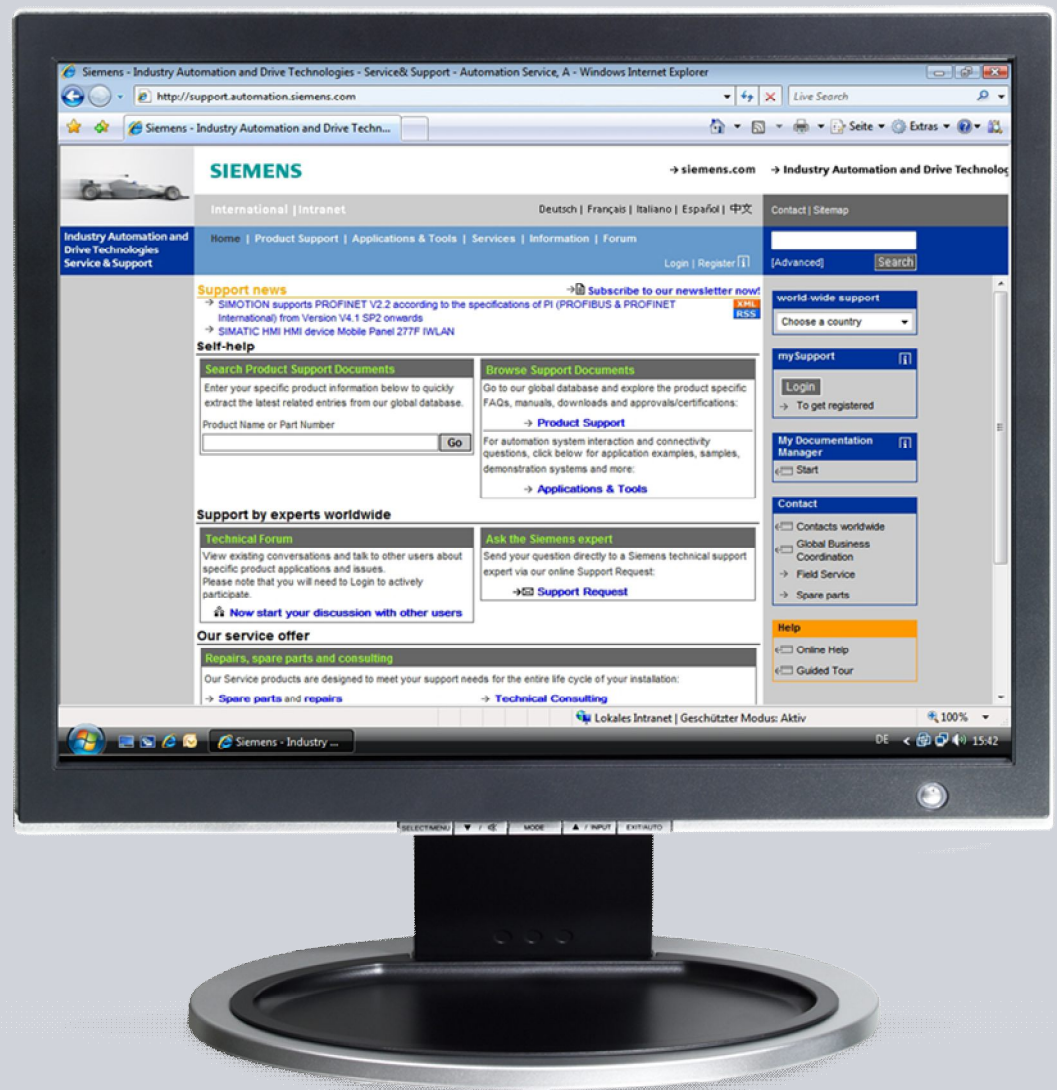 Siemens - Industry Automation and Drive Technologies - Service& Support - Automation Service, A - Windows Internet Explorer
http://support.automation.siemens.com
Live Search
Siemens - Industry Automation and Drive Techn...
Seite
Extras
SIEMENS
→ siemens.com
→ Industry Automation and Drive Technolog
International | Intranet
Deutsch | Français | Italiano | Español | 中文
Contact | Sitemap
Industry Automation and
Drive Technologies
Service & Support
Home | Product Support | Applications & Tools | Services | Information | Forum
Login | Register
[Advanced]
Search
Support news
→ Subscribe to our newsletter now!
→ SIMOTION supports PROFINET V2.2 according to the specifications of PI (PROFIBUS & PROFINET
International) from Version V4.1 SP2 onwards
XML
RSS
→ SIMATIC HMI HMI device Mobile Panel 277F IWLAN
Self-help
Search Product Support Documents
Enter your specific product information below to quickly
extract the latest related entries from our global database.
Product Name or Part Number
Go
Browse Support Documents
Go to our global database and explore the product specific
FAQs, manuals, downloads and approvals/certifications:
→ Product Support
For automation system interaction and connectivity
questions, click below for application examples, samples,
demonstration systems and more:
→ Applications & Tools
Support by experts worldwide
Technical Forum
View existing conversations and talk to other users about
specific product applications and issues.
Please note that you will need to Login to actively
participate.
Now start your discussion with other users
Ask the Siemens expert
Send your question directly to a Siemens technical support
expert via our online Support Request:
→ Support Request
Our service offer
Repairs, spare parts and consulting
Our Service products are designed to meet your support needs for the entire life cycle of your installation:
→ Spare parts and repairs
→ Technical Consulting
world-wide support
Choose a country
mySupport
Login
→ To get registered
My Documentation
Manager
Start
Contact
Contacts worldwide
Global Business
Coordination
→ Field Service
→ Spare parts
Help
Online Help
Guided Tour
Lokales Intranet | Geschützter Modus: Aktiv
100%
Siemens - Industry ...
DE
15:42
SELECT/MENU
▼ /
MODE
▲ / INPUT
EXIT/AUTO